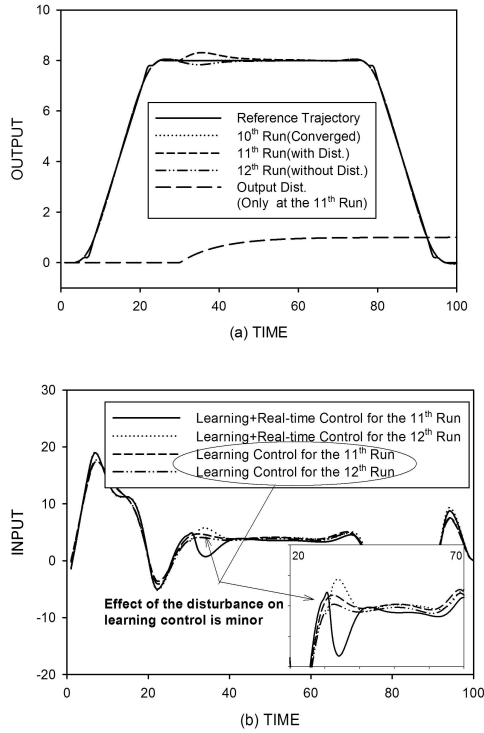 10
8
6
4
2
0
OUTPUT
Reference Trajectory
10th Run(Converged)
11th Run(with Dist.)
12th Run(without Dist.)
Output Dist.
(Only at the 11th Run)
0 20 40 60 80 100
(a) TIME
30
20
10
0
-10
-20
INPUT
Learning+Real-time Control for the 11th Run
Learning+Real-time Control for the 12th Run
Learning Control for the 11th Run
Learning Control for the 12th Run
20 70
Effect of the disturbance on
learning control is minor
0 20 40 60 80 100
(b) TIME